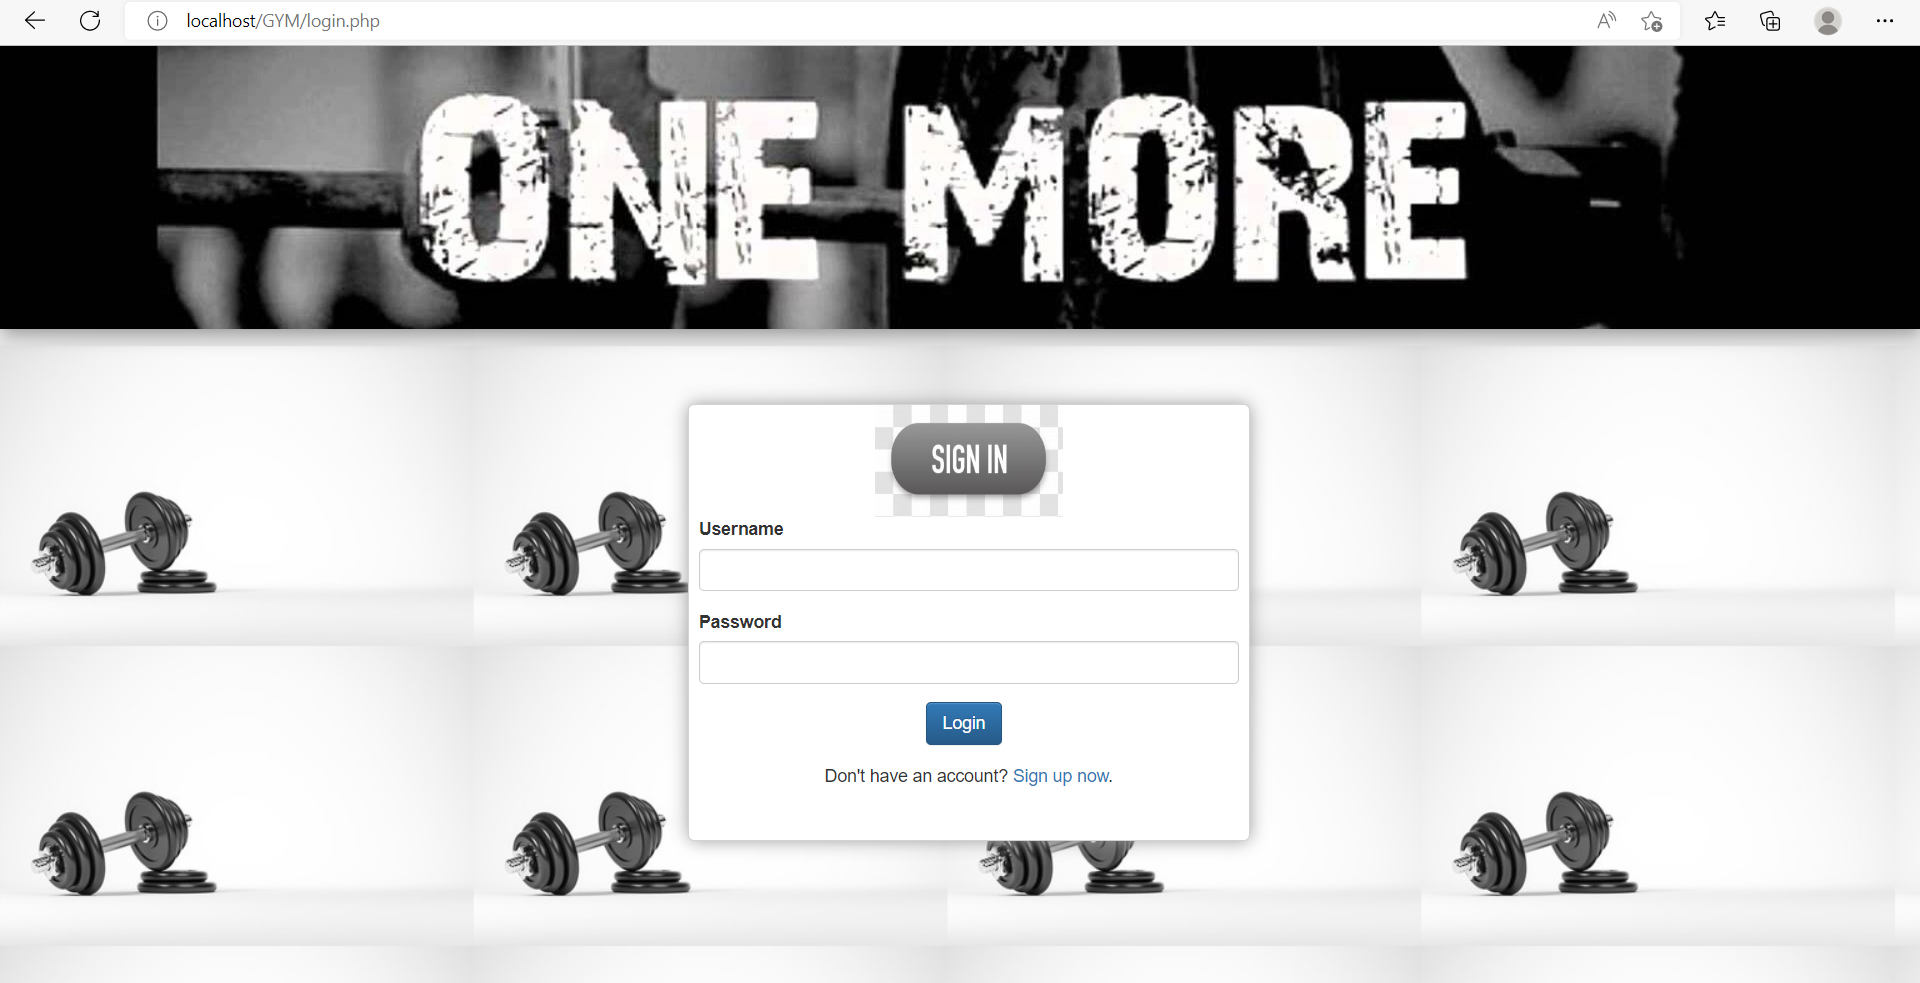 localhost/GYM/login.php
ONE MORE
SIGN IN
Username
Password
Login
Don't have an account? Sign up now.